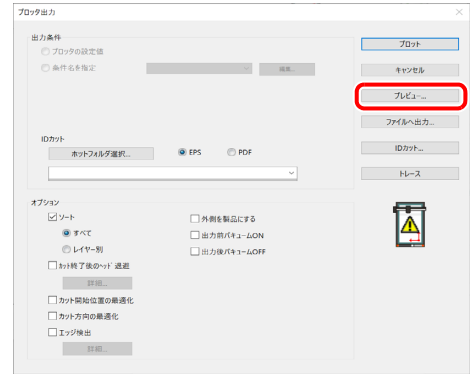 プロッタ出力
出力条件
プロッタの設定値
条件名を指定
編集...
IDカット
ホットフォルダ選択...
EPS
PDF
オプション
ソート
すべて
レイヤー別
カット終了後のヘッド退避
詳細...
カット開始位置の最適化
カット方向の最適化
エッジ検出
詳細...
外側を製品にする
出力前バキュームON
出力後バキュームOFF
プロット
キャンセル
プレビュー...
ファイルへ出力...
IDカット...
トレース